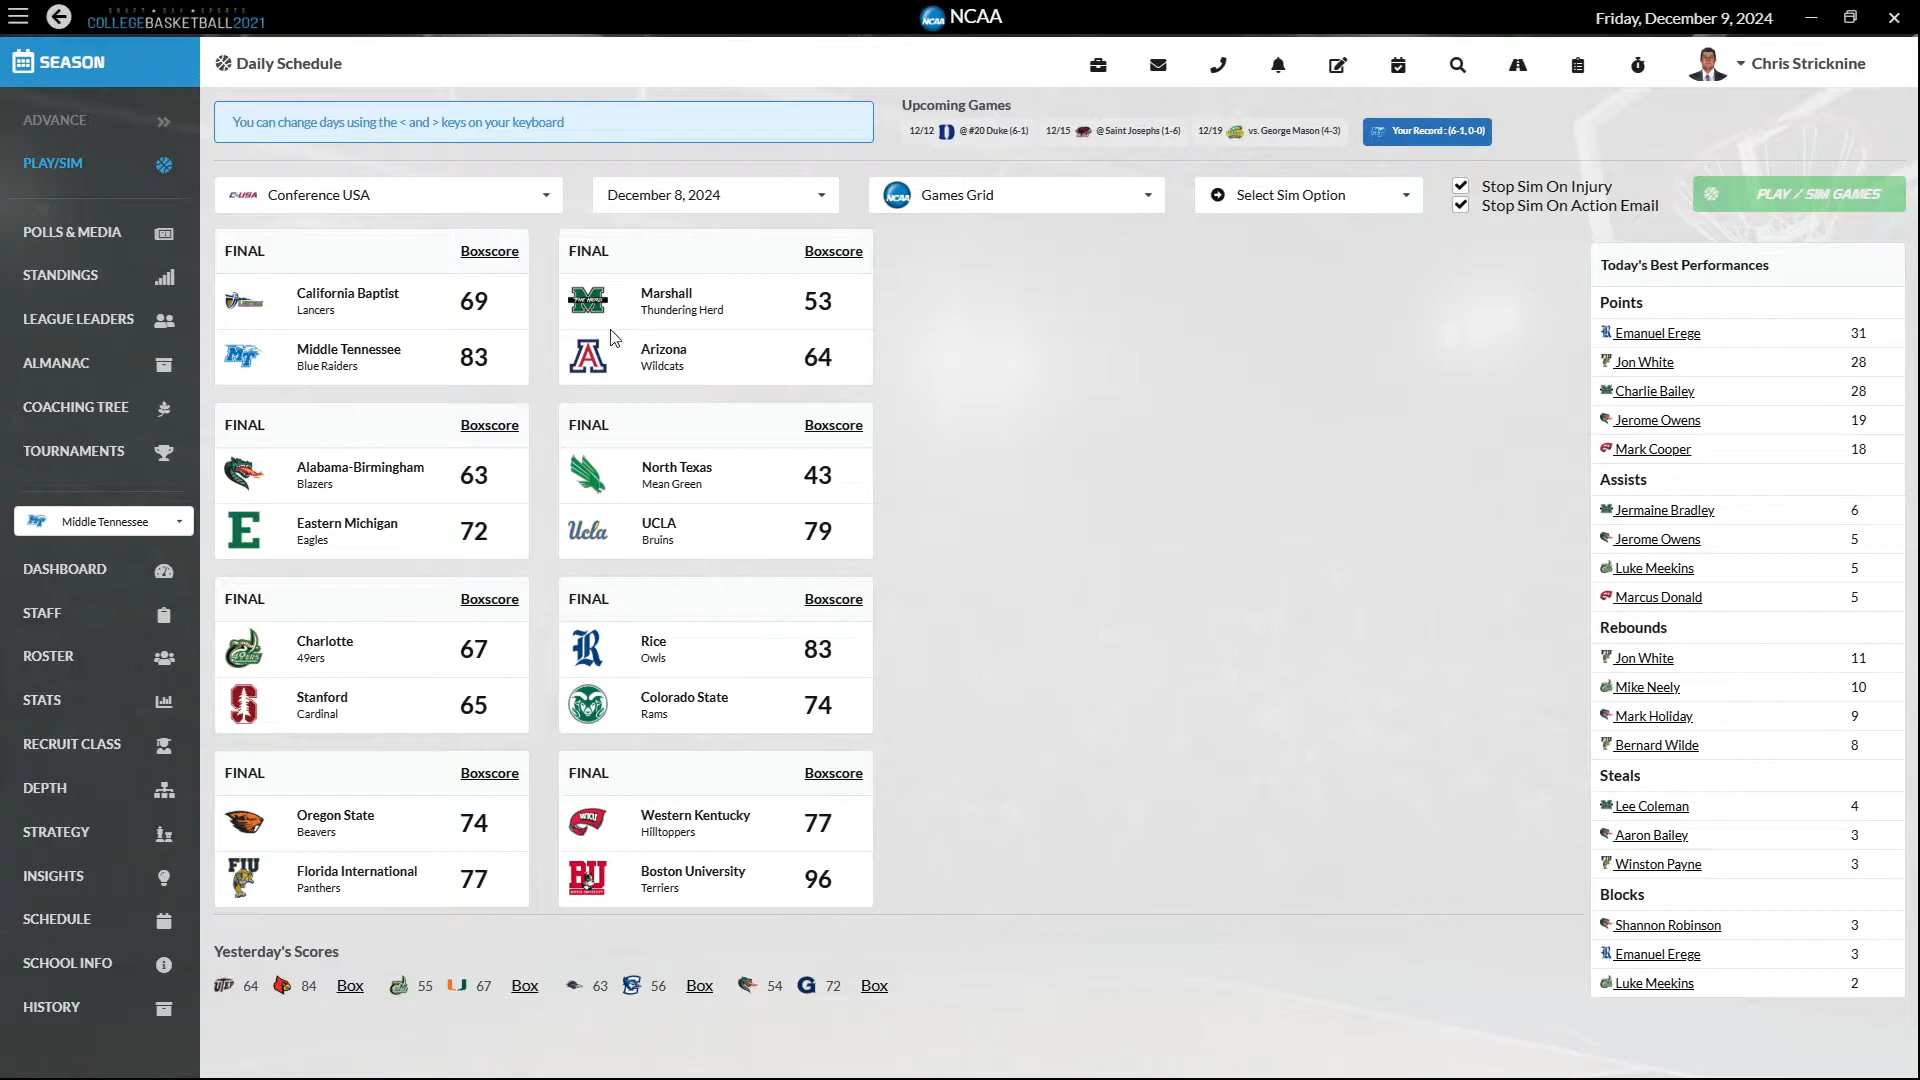 DRAFT • DAY • SPORTS
COLLEGEBASKETBALL2021
NCAA
Friday, December 9, 2024
SEASON
Daily Schedule
Chris Stricknine
ADVANCE
PLAY/SIM
POLLS & MEDIA
STANDINGS
LEAGUE LEADERS
ALMANAC
COACHING TREE
TOURNAMENTS
Middle Tennessee
DASHBOARD
STAFF
ROSTER
STATS
RECRUIT CLASS
DEPTH
STRATEGY
INSIGHTS
SCHEDULE
SCHOOL INFO
HISTORY
You can change days using the < and > keys on your keyboard
Upcoming Games
12/12 @ #20 Duke (6-1) 12/15 @ Saint Josephs (1-6) 12/19 vs. George Mason (4-3) Your Record : (6-1, 0-0)
C-USA Conference USA
December 8, 2024
NCAA Games Grid
Select Sim Option
Stop Sim On Injury
Stop Sim On Action Email
PLAY / SIM GAMES
FINAL Boxscore
California Baptist 69
Lancers
Middle Tennessee 83
Blue Raiders
FINAL Boxscore
Marshall 53
Thundering Herd
Arizona 64
Wildcats
FINAL Boxscore
Alabama-Birmingham 63
Blazers
Eastern Michigan 72
Eagles
FINAL Boxscore
North Texas 43
Mean Green
Ucla UCLA 79
Bruins
FINAL Boxscore
Charlotte 67
49ers
Stanford 65
Cardinal
FINAL Boxscore
Rice 83
Owls
Colorado State 74
Rams
FINAL Boxscore
Oregon State 74
Beavers
FIU Florida International 77
Panthers
FINAL Boxscore
WKU Western Kentucky 77
Hilltoppers
BU Boston University 96
Terriers
Yesterday's Scores
UTEP 64 84 Box 55 67 Box 63 56 Box 54 72 Box
Today's Best Performances
Points
Emanuel Erege 31
Jon White 28
Charlie Bailey 28
Jerome Owens 19
Mark Cooper 18
Assists
Jermaine Bradley 6
Jerome Owens 5
Luke Meekins 5
Marcus Donald 5
Rebounds
Jon White 11
Mike Neely 10
Mark Holiday 9
Bernard Wilde 8
Steals
Lee Coleman 4
Aaron Bailey 3
Winston Payne 3
Blocks
Shannon Robinson 3
Emanuel Erege 3
Luke Meekins 2